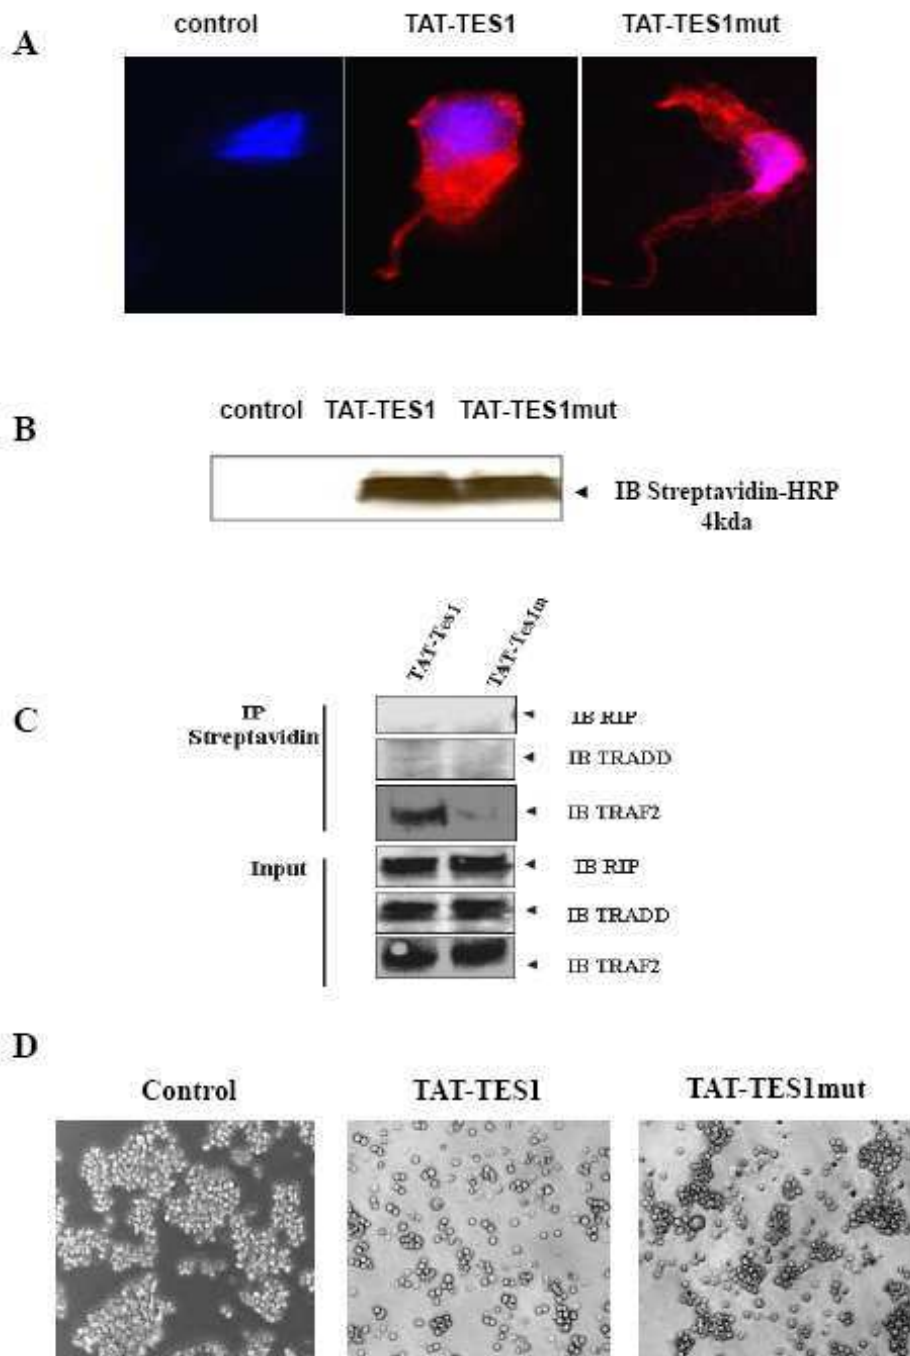 A
control TAT-TES1 TAT-TES1mut
B
control TAT-TES1 TAT-TES1mut
IB Streptavidin-HRP
4kda
C
TAT-Tes1 TAT-Tes1m
IP
Streptavidin
IB RIP
IB TRADD
IB TRAF2
Input
IB RIP
IB TRADD
IB TRAF2
D
Control TAT-TES1 TAT-TES1mut